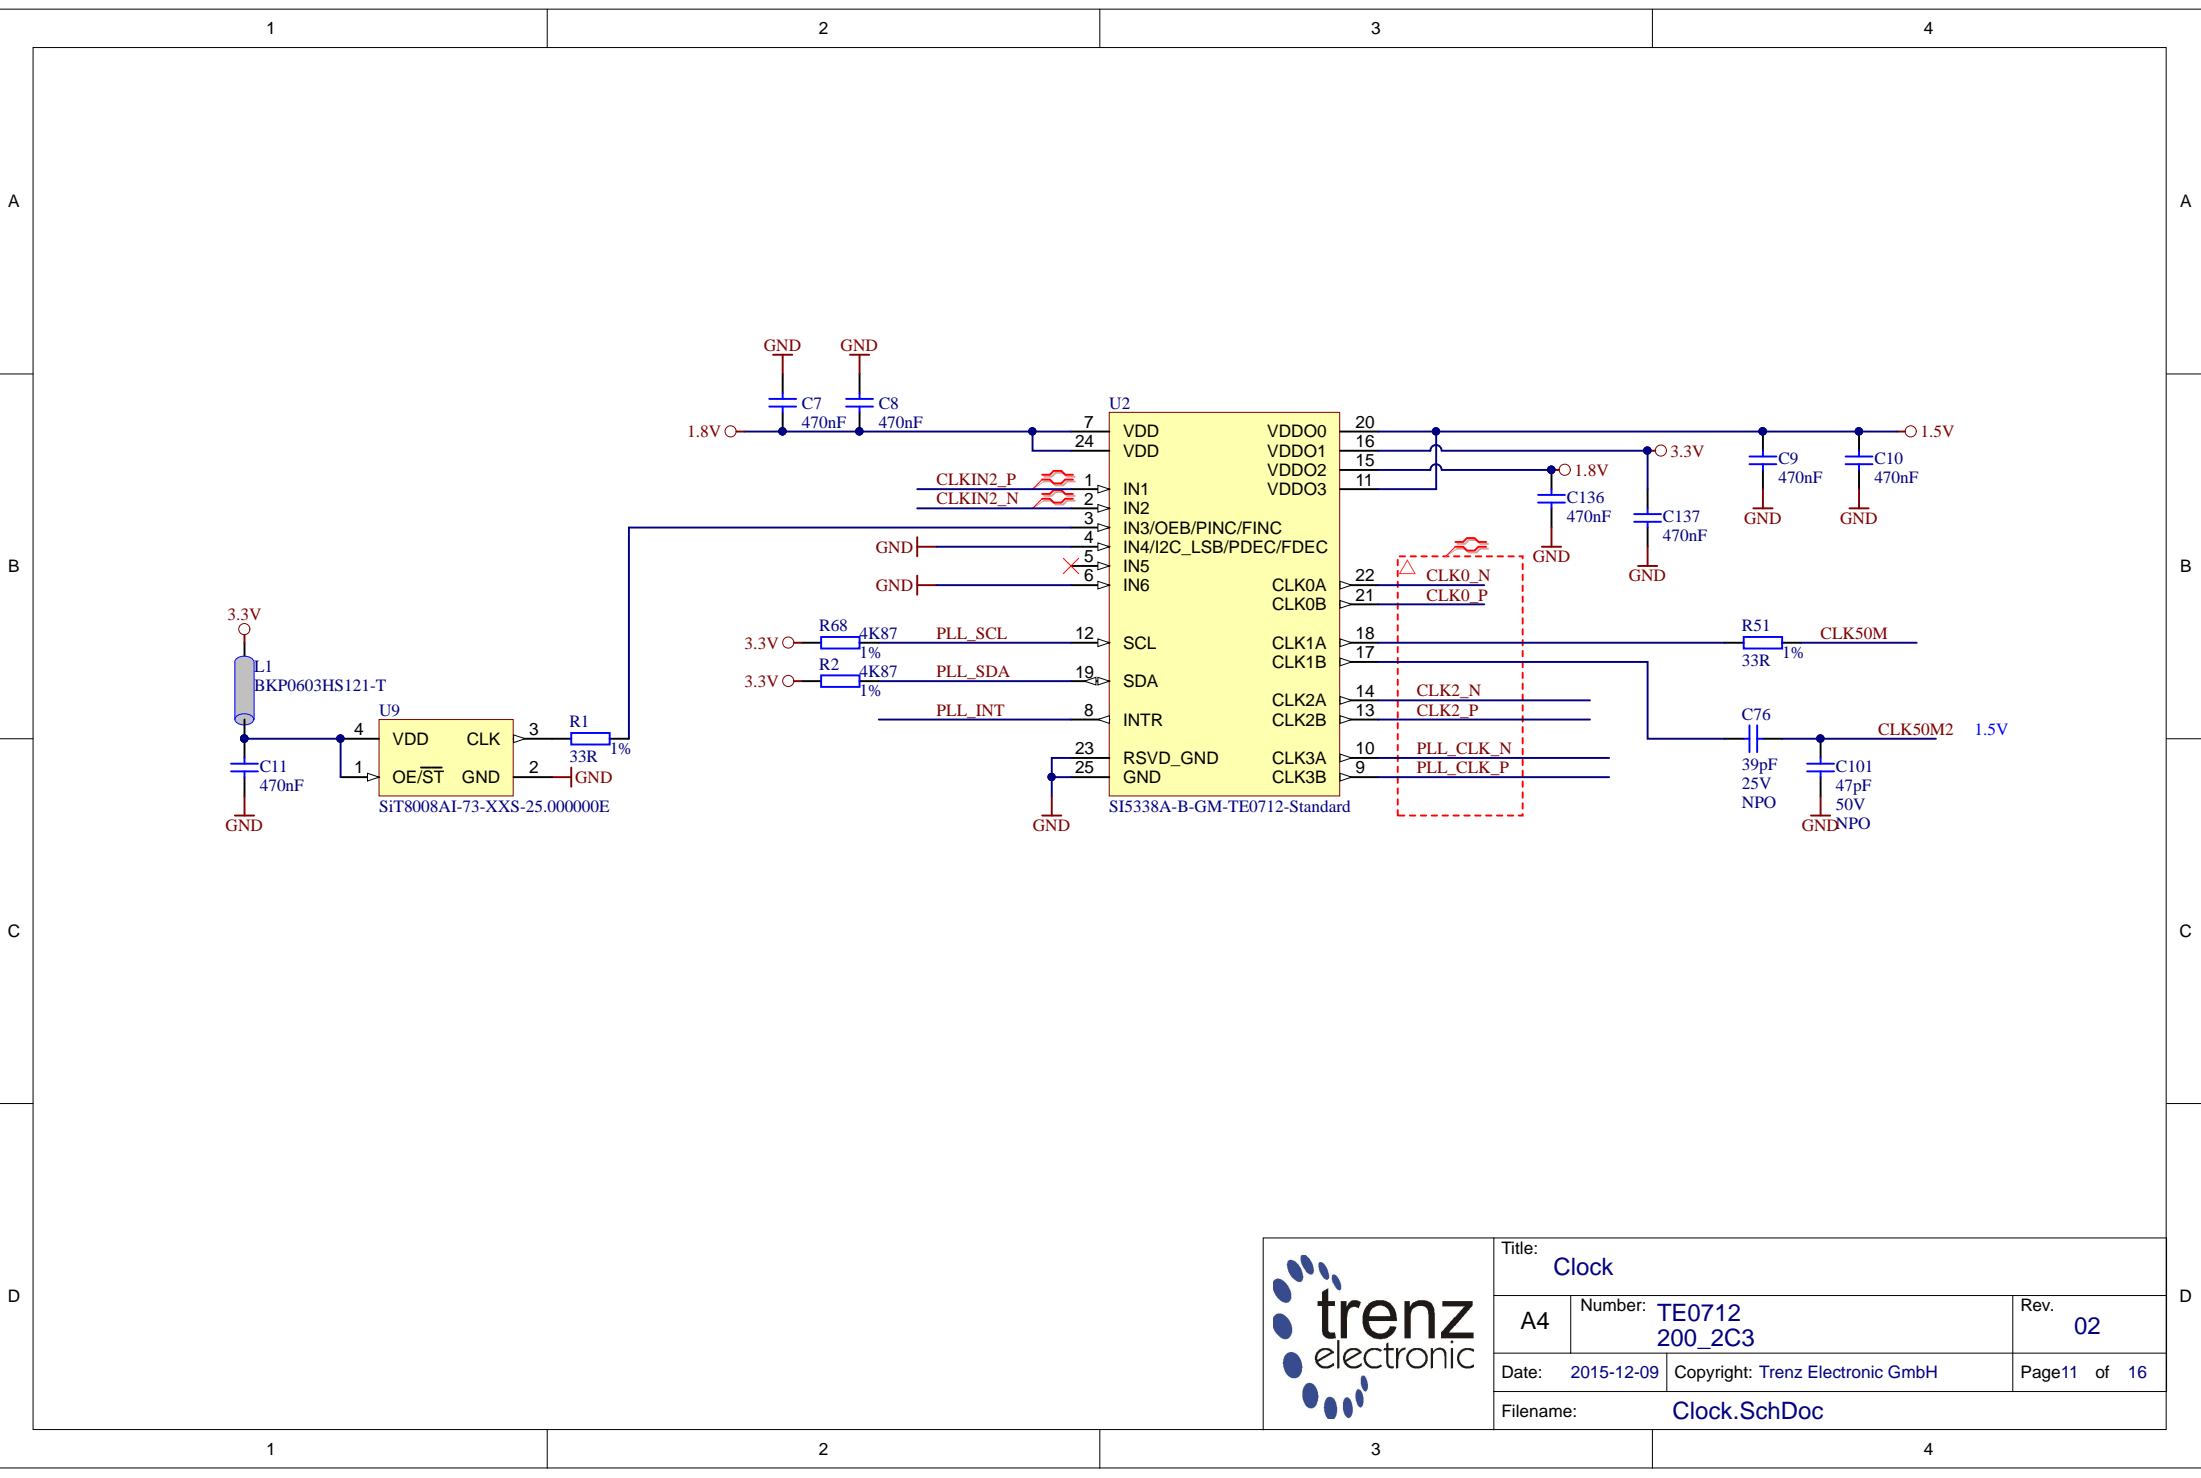 1 2 3 4
A A
GND GND
C7 C8
470nF 470nF
1.8V
U2
7 VDD VDDO0 20
24 VDD VDDO1 16
VDDO2 15
VDDO3 11
1.5V
3.3V
1.8V
C9 C10
470nF 470nF
GND GND
C136
470nF
GND
C137
470nF
GND
CLKIN2_P 1 IN1
CLKIN2_N 2 IN2
3 IN3/OEB/PINC/FINC
GND 4 IN4/I2C_LSB/PDEC/FDEC
5 IN5
GND 6 IN6
B B
CLK0A 22 CLK0_N
CLK0B 21 CLK0_P
3.3V R68 4K87 1% PLL_SCL 12 SCL
3.3V R2 4K87 1% PLL_SDA 19 SDA
PLL_INT 8 INTR
23 RSVD_GND
25 GND
GND
CLK1A 18 R51 33R 1% CLK50M
CLK1B 17
CLK2A 14 CLK2_N
CLK2B 13 CLK2_P
CLK3A 10 PLL_CLK_N
CLK3B 9 PLL_CLK_P
SI5338A-B-GM-TE0712-Standard
C76
39pF
25V
NPO
CLK50M2 1.5V
C101
47pF
50V
NPO
GND
3.3V
L1
BKP0603HS121-T
C11
470nF
GND
U9
4 VDD CLK 3
1 OE/ST GND 2
GND
R1
33R 1%
SiT8008AI-73-XXS-25.000000E
C C
D D
trenz
electronic
Title:
Clock
A4 Number: TE0712
200_2C3
Rev.
02
Date: 2015-12-09 Copyright: Trenz Electronic GmbH Page11 of 16
Filename: Clock.SchDoc
1 2 3 4